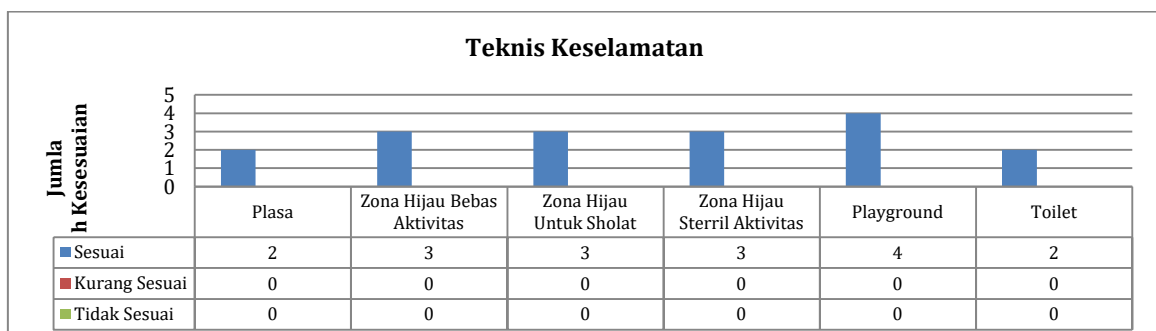 Teknis Keselamatan
Jumla
h Kesesuaian
5
4
3
2
1
0
Plasa
Zona Hijau Bebas
Aktivitas
Zona Hijau
Untuk Sholat
Zona Hijau
Sterril Aktivitas
Playground
Toilet
Sesuai 2 3 3 3 4 2
Kurang Sesuai 0 0 0 0 0 0
Tidak Sesuai 0 0 0 0 0 0